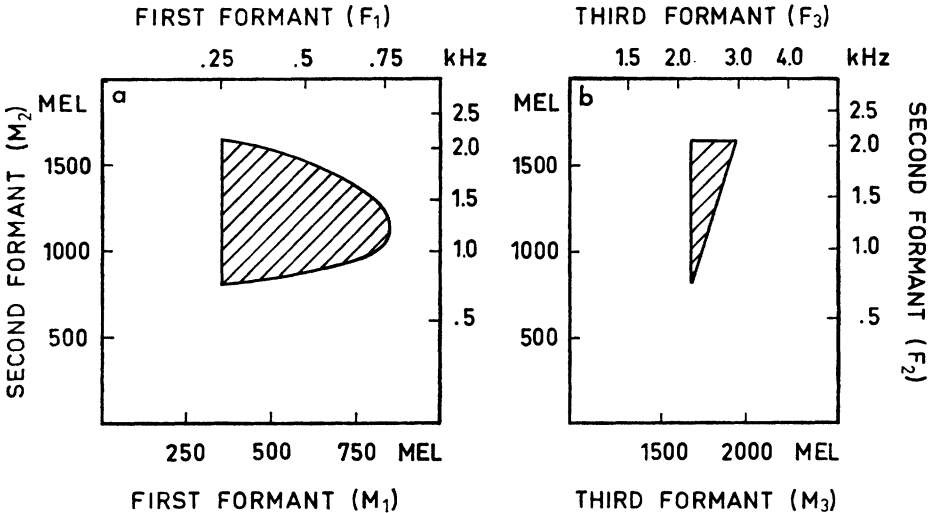 FIRST FORMANT (F₁)
.25 .5 .75 kHz
a
MEL
1500
1000
500
SECOND FORMANT (M₂)
2.5
2.0
1.5
1.0
.5
250 500 750 MEL
FIRST FORMANT (M₁)
THIRD FORMANT (F₃)
1.5 2.0 3.0 4.0 kHz
b
MEL
1500
1000
500
2.5
2.0
1.5
1.0
.5
SECOND FORMANT (F₂)
1500 2000 MEL
THIRD FORMANT (M₃)